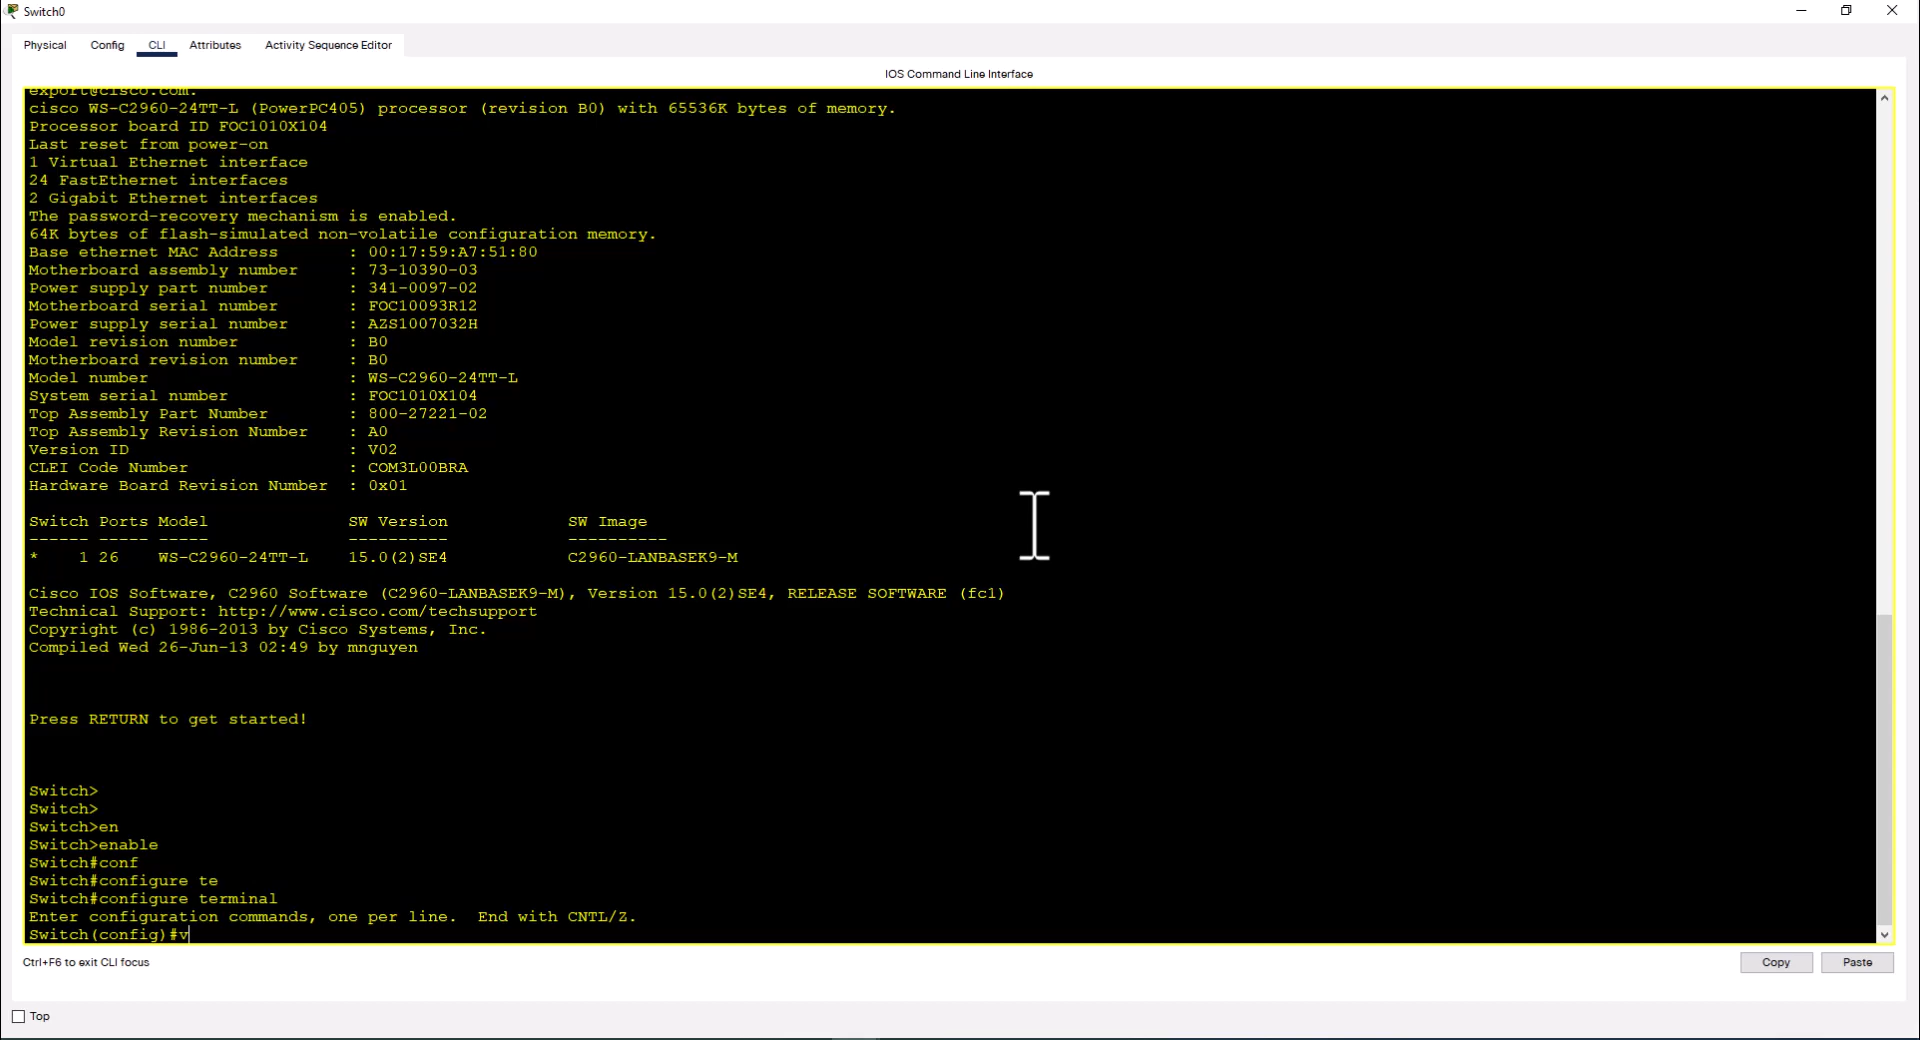 Switch0
Physical Config CLI Attributes Activity Sequence Editor
IOS Command Line Interface
export@cisco.com.
cisco WS-C2960-24TT-L (PowerPC405) processor (revision B0) with 65536K bytes of memory.
Processor board ID FOC1010X104
Last reset from power-on
1 Virtual Ethernet interface
24 FastEthernet interfaces
2 Gigabit Ethernet interfaces
The password-recovery mechanism is enabled.
64K bytes of flash-simulated non-volatile configuration memory.
Base ethernet MAC Address : 00:17:59:A7:51:80
Motherboard assembly number : 73-10390-03
Power supply part number : 341-0097-02
Motherboard serial number : FOC10093R12
Power supply serial number : AZS1007032H
Model revision number : B0
Motherboard revision number : B0
Model number : WS-C2960-24TT-L
System serial number : FOC1010X104
Top Assembly Part Number : 800-27221-02
Top Assembly Revision Number : A0
Version ID : V02
CLEI Code Number : COM3L00BRA
Hardware Board Revision Number : 0x01
Switch Ports Model SW Version SW Image
------ ----- ----- ---------- ----------
* 1 26 WS-C2960-24TT-L 15.0(2)SE4 C2960-LANBASEK9-M
Cisco IOS Software, C2960 Software (C2960-LANBASEK9-M), Version 15.0(2)SE4, RELEASE SOFTWARE (fc1)
Technical Support: http://www.cisco.com/techsupport
Copyright (c) 1986-2013 by Cisco Systems, Inc.
Compiled Wed 26-Jun-13 02:49 by mnguyen
Press RETURN to get started!
Switch>
Switch>
Switch>en
Switch>enable
Switch#conf
Switch#configure te
Switch#configure terminal
Enter configuration commands, one per line. End with CNTL/Z.
Switch(config)#v
Ctrl+F6 to exit CLI focus
Copy Paste
Top